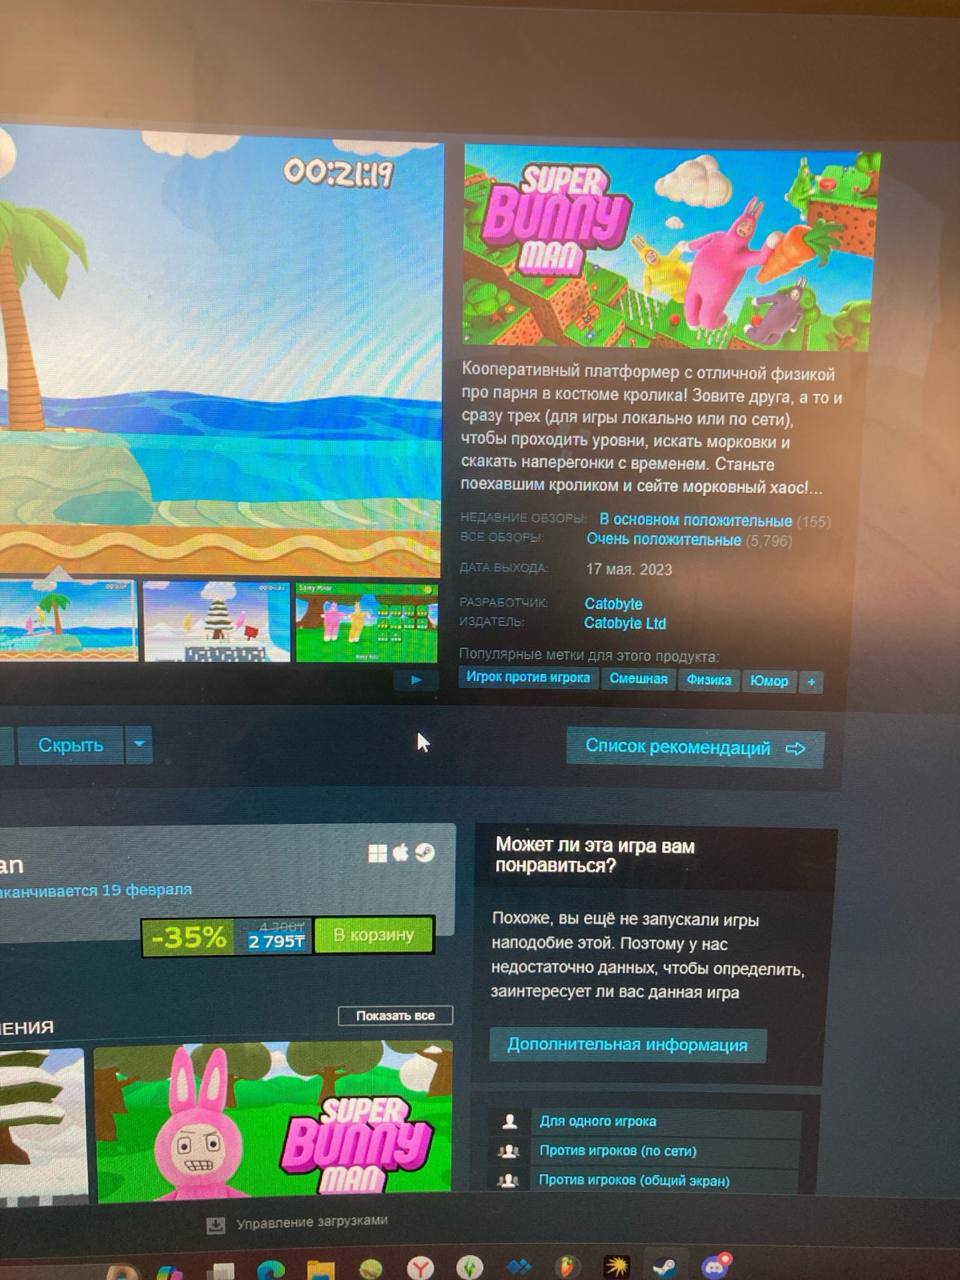 00:21:19
SUPER
BUNNY
MAN
Кооперативный платформер с отличной физикой
про парня в костюме кролика! Зовите друга, а то и
сразу трех (для игры локально или по сети),
чтобы проходить уровни, искать морковки и
скакать наперегонки с временем. Станьте
поехавшим кроликом и сейте морковный хаос!...
НЕДАВНИЕ ОБЗОРЫ: В основном положительные (155)
ВСЕ ОБЗОРЫ: Очень положительные (5,796)
ДАТА ВЫХОДА: 17 мая. 2023
РАЗРАБОТЧИК: Catobyte
ИЗДАТЕЛЬ: Catobyte Ltd
Популярные метки для этого продукта:
Игрок против игрока Смешная Физика Юмор +
Скрыть
Список рекомендаций
an
аканчивается 19 февраля
-35% 4 300₸ 2 795₸ В корзину
Может ли эта игра вам
понравиться?
Похоже, вы ещё не запускали игры
наподобие этой. Поэтому у нас
недостаточно данных, чтобы определить,
заинтересует ли вас данная игра
Дополнительная информация
ЕНИЯ
Показать все
SUPER
BUNNY
MAN
Для одного игрока
Против игроков (по сети)
Против игроков (общий экран)
Управление загрузками